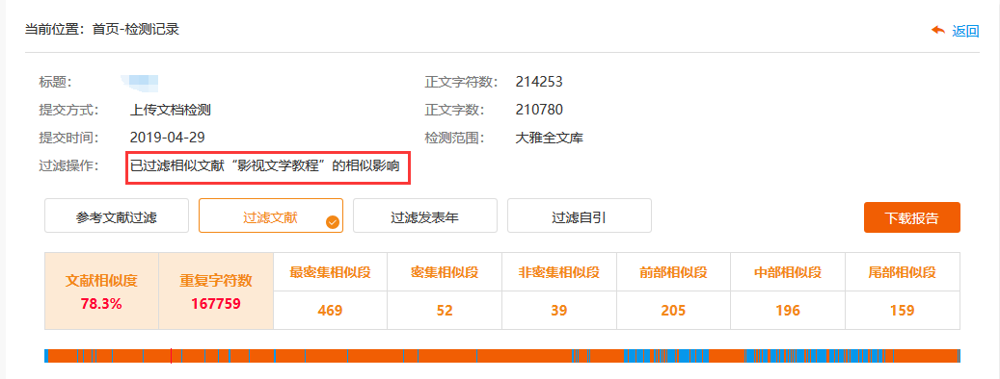 当前位置：首页-检测记录
返回
标题：
正文字符数： 214253
提交方式： 上传文档检测
正文字数： 210780
提交时间： 2019-04-29
检测范围： 大雅全文库
过滤操作： 已过滤相似文献“影视文学教程”的相似影响
参考文献过滤
过滤文献
过滤发表年
过滤自引
下载报告
文献相似度 重复字符数 最密集相似段 密集相似段 非密集相似段 前部相似段 中部相似段 尾部相似段
78.3% 167759 469 52 39 205 196 159